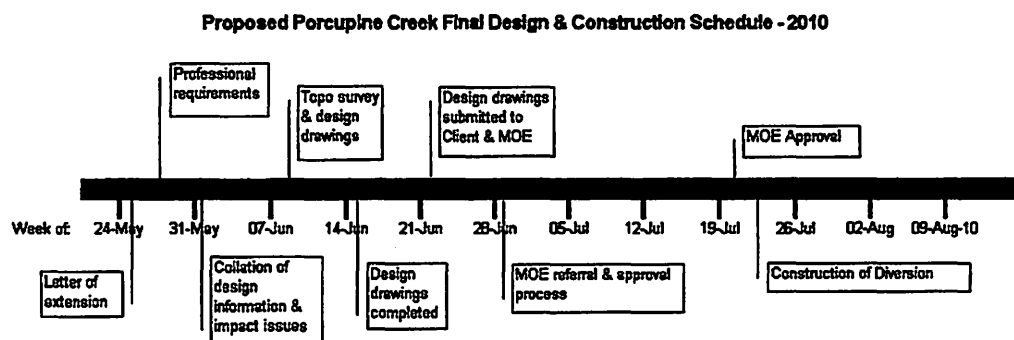 Proposed Porcupine Creek Final Design & Construction Schedule - 2010
Professional
requirements
Topo survey
& design
drawings
Design drawings
submitted to
Client & MOE
MOE Approval
Week of:
24-May
31-May
07-Jun
14-Jun
21-Jun
28-Jun
05-Jul
12-Jul
19-Jul
26-Jul
02-Aug
09-Aug-10
Letter of
extension
Collation of
design
information &
impact issues
Design
drawings
completed
MOE referral & approval
process
Construction of Diversion